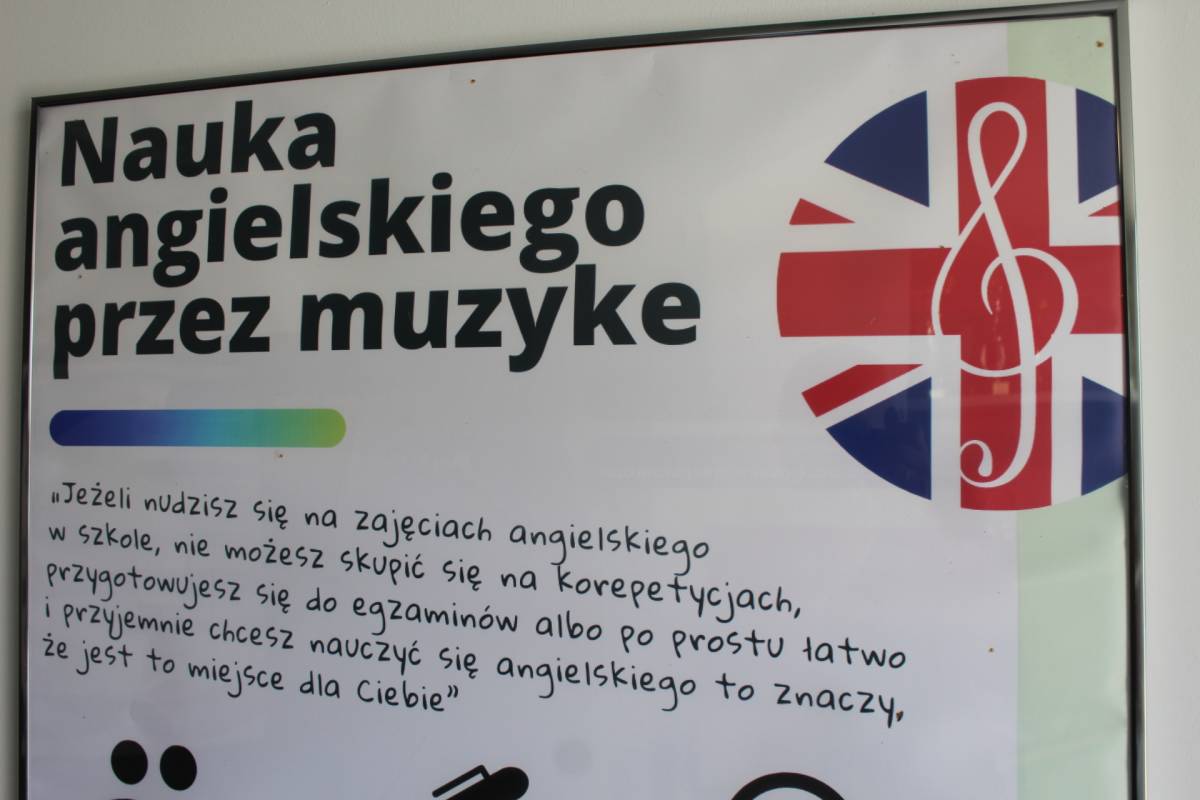 Nauka
angielskiego
przez muzyke
„Jeżeli nudzisz się na zajęciach angielskiego
w szkole, nie możesz skupić się na korepetycjach,
przygotowujesz się do egzaminów albo po prostu łatwo
i przyjemnie chcesz nauczyć się angielskiego to znaczy,
że jest to miejsce dla Ciebie”